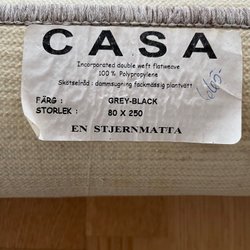 CASA
Incorporated double weft flatweave
100 % Polypropylene
Skötselråd : dammsugning fackmässig plantvätt
FÄRG : GREY-BLACK
STORLEK : 80 X 250
EN STJERNMATTA